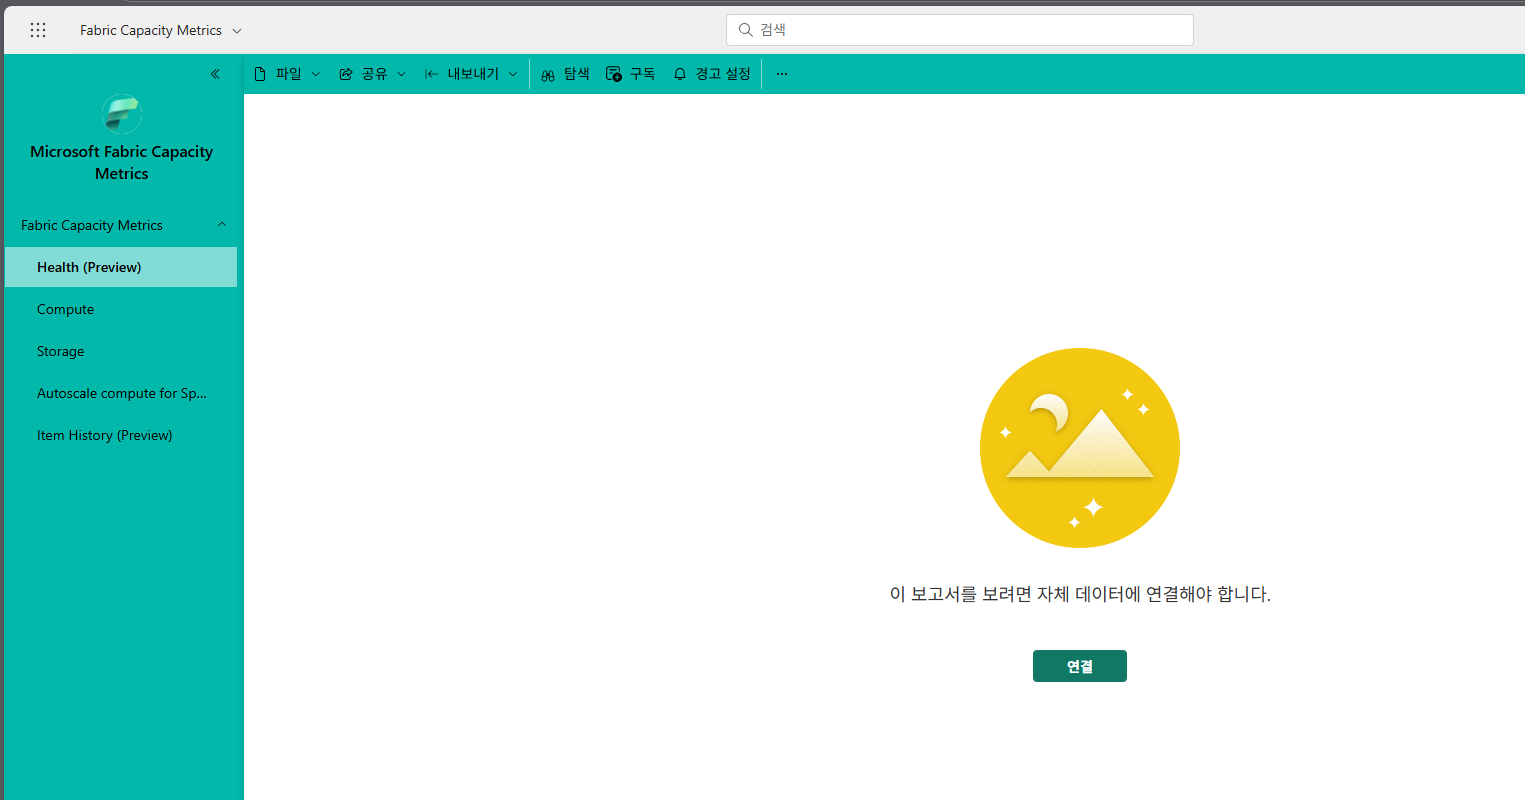 Fabric Capacity Metrics
검색
파일
공유
내보내기
탐색
구독
경고 설정
Microsoft Fabric Capacity
Metrics
Fabric Capacity Metrics
Health (Preview)
Compute
Storage
Autoscale compute for Sp...
Item History (Preview)
이 보고서를 보려면 자체 데이터에 연결해야 합니다.
연결